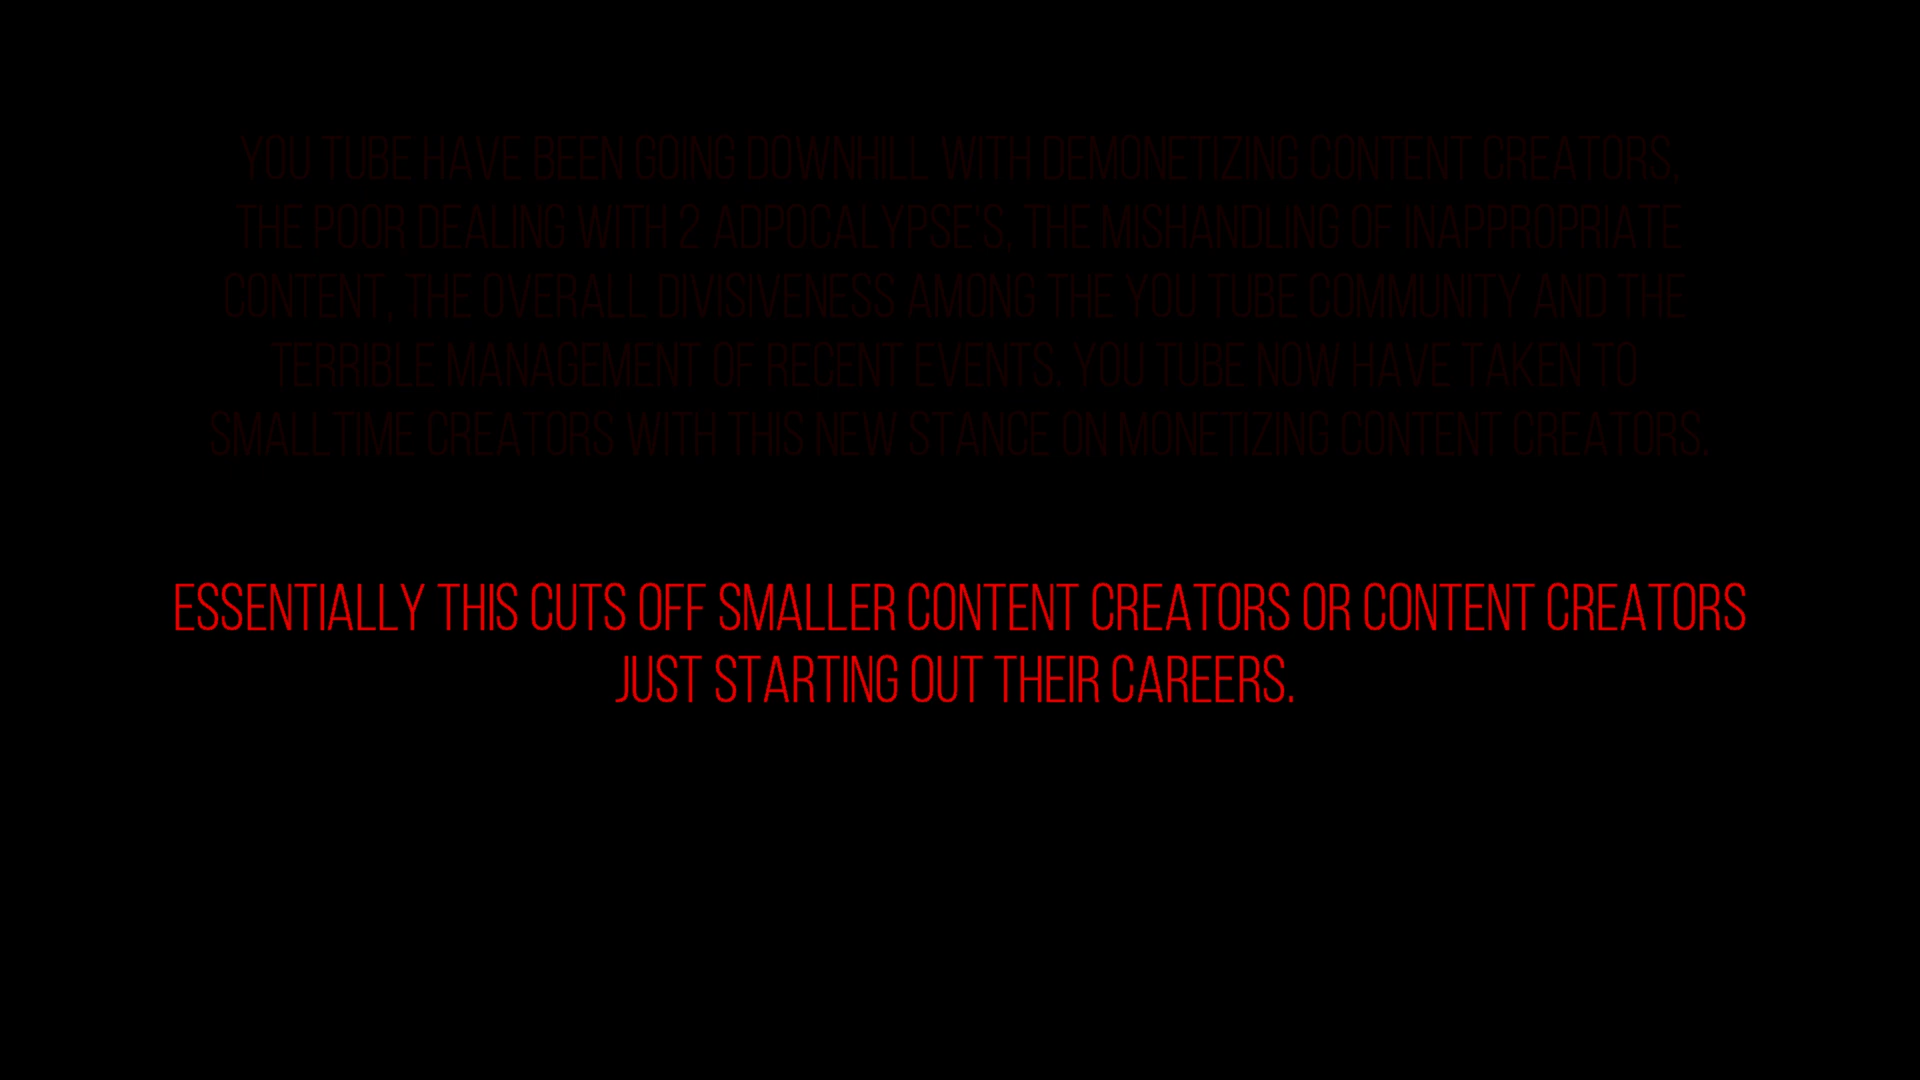 YOU TUBE HAVE BEEN GOING DOWNHILL WITH DEMONETIZING CONTENT CREATORS,
THE POOR DEALING WITH 2 ADPOCALYPSE'S, THE MISHANDLING OF INAPPROPRIATE
CONTENT, THE OVERALL DIVISIVENESS AMONG THE YOU TUBE COMMUNITY AND THE
TERRIBLE MANAGEMENT OF RECENT EVENTS. YOU TUBE NOW HAVE TAKEN TO
SMALLTIME CREATORS WITH THIS NEW STANCE ON MONETIZING CONTENT CREATORS.
ESSENTIALLY THIS CUTS OFF SMALLER CONTENT CREATORS OR CONTENT CREATORS
JUST STARTING OUT THEIR CAREERS.